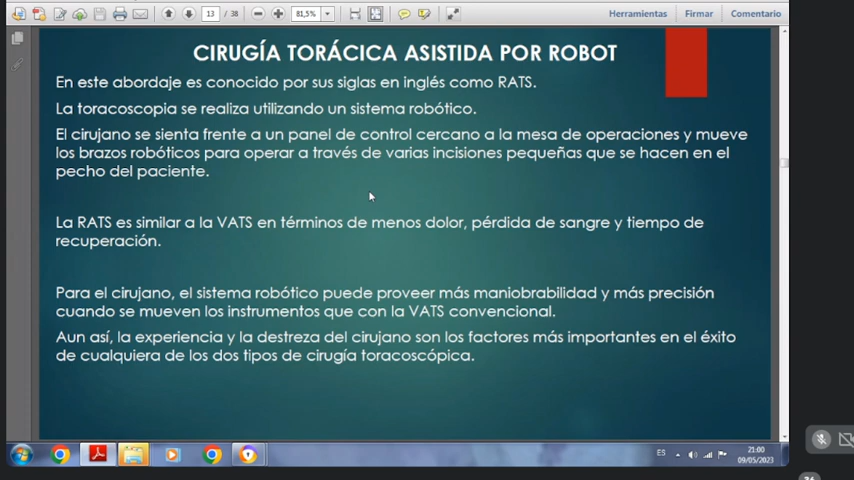 13 / 38
81,5%
Herramientas
Firmar
Comentario
CIRUGÍA TORÁCICA ASISTIDA POR ROBOT
En este abordaje es conocido por sus siglas en inglés como RATS.
La toracoscopia se realiza utilizando un sistema robótico.
El cirujano se sienta frente a un panel de control cercano a la mesa de operaciones y mueve
los brazos robóticos para operar a través de varias incisiones pequeñas que se hacen en el
pecho del paciente.
La RATS es similar a la VATS en términos de menos dolor, pérdida de sangre y tiempo de
recuperación.
Para el cirujano, el sistema robótico puede proveer más maniobrabilidad y más precisión
cuando se mueven los instrumentos que con la VATS convencional.
Aun así, la experiencia y la destreza del cirujano son los factores más importantes en el éxito
de cualquiera de los dos tipos de cirugía toracoscópica.
ES
21:00
09/05/2023